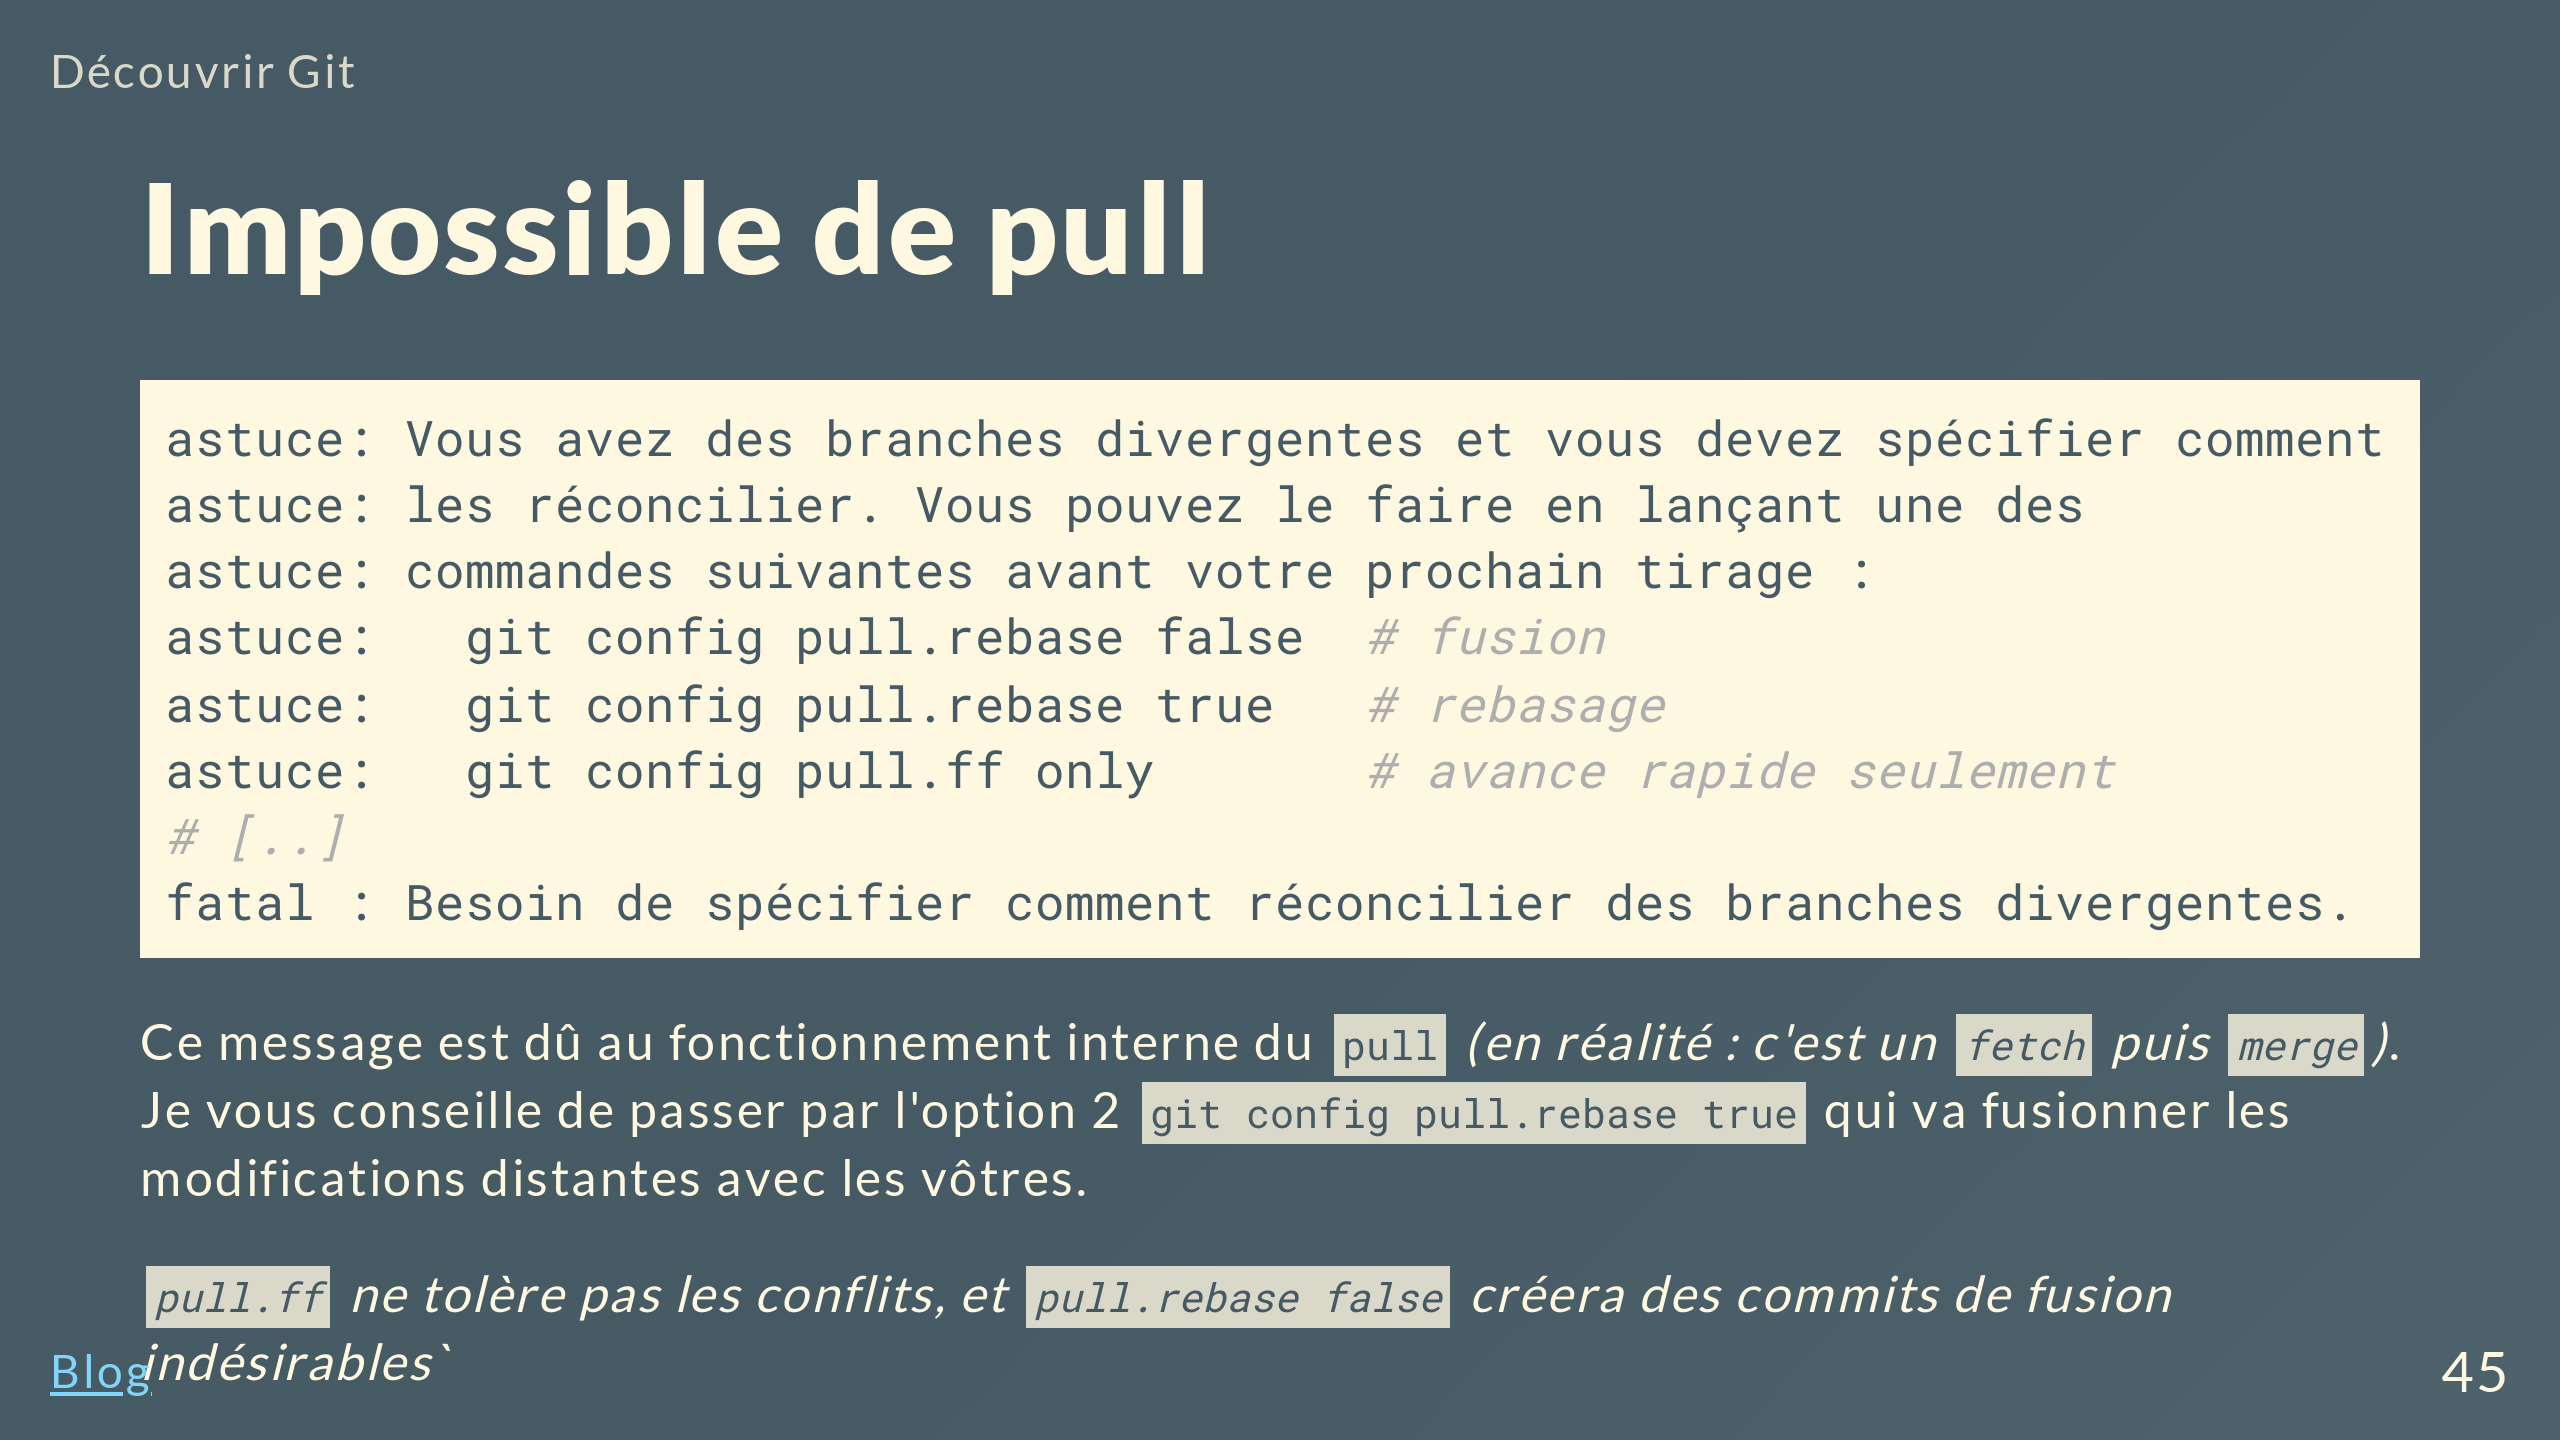 Découvrir Git
Impossible de pull
astuce: Vous avez des branches divergentes et vous devez spécifier comment
astuce: les réconcilier. Vous pouvez le faire en lançant une des
astuce: commandes suivantes avant votre prochain tirage :
astuce:   git config pull.rebase false  # fusion
astuce:   git config pull.rebase true   # rebasage
astuce:   git config pull.ff only       # avance rapide seulement
# [..]
fatal : Besoin de spécifier comment réconcilier des branches divergentes.
Ce message est dû au fonctionnement interne du pull (en réalité : c'est un fetch puis merge).
Je vous conseille de passer par l'option 2 git config pull.rebase true qui va fusionner les
modifications distantes avec les vôtres.
pull.ff ne tolère pas les conflits, et pull.rebase false créera des commits de fusion
indésirables`
Blog
45